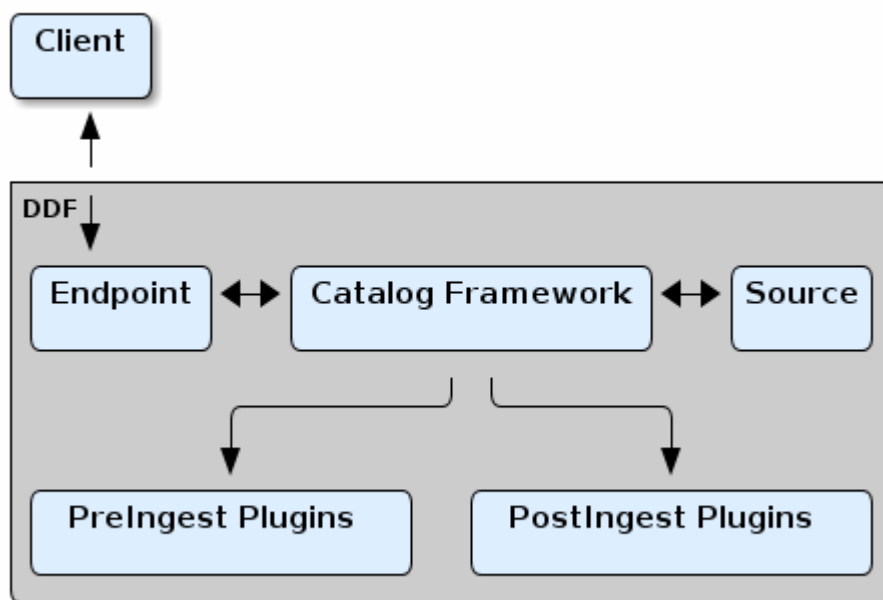 Client
DDF
Endpoint
Catalog Framework
Source
PreIngest Plugins
PostIngest Plugins